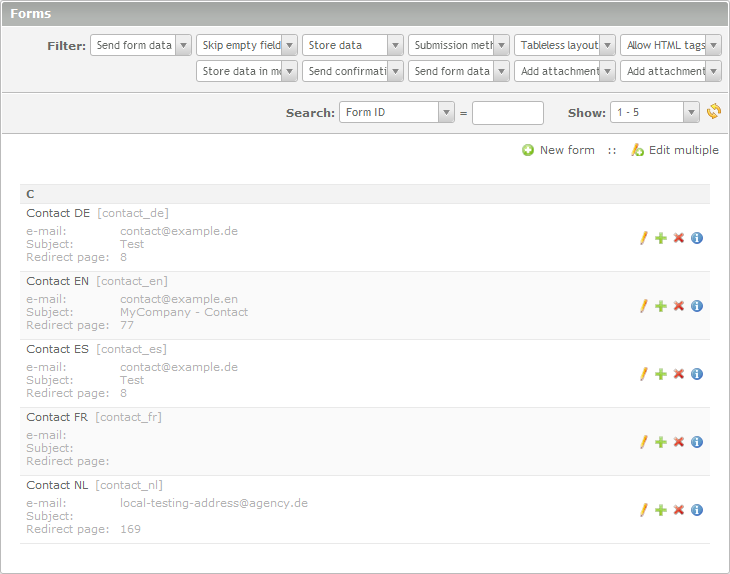 Forms
Filter: Send form data Skip empty field Store data Submission meth Tableless layout Allow HTML tags
Store data in mo Send confirmati Send form data Add attachment Add attachment
Search: Form ID = Show: 1 - 5
New form :: Edit multiple
C
Contact DE [contact_de]
e-mail: contact@example.de
Subject: Test
Redirect page: 8
Contact EN [contact_en]
e-mail: contact@example.en
Subject: MyCompany - Contact
Redirect page: 77
Contact ES [contact_es]
e-mail: contact@example.de
Subject: Test
Redirect page: 8
Contact FR [contact_fr]
e-mail:
Subject:
Redirect page:
Contact NL [contact_nl]
e-mail: local-testing-address@agency.de
Subject:
Redirect page: 169